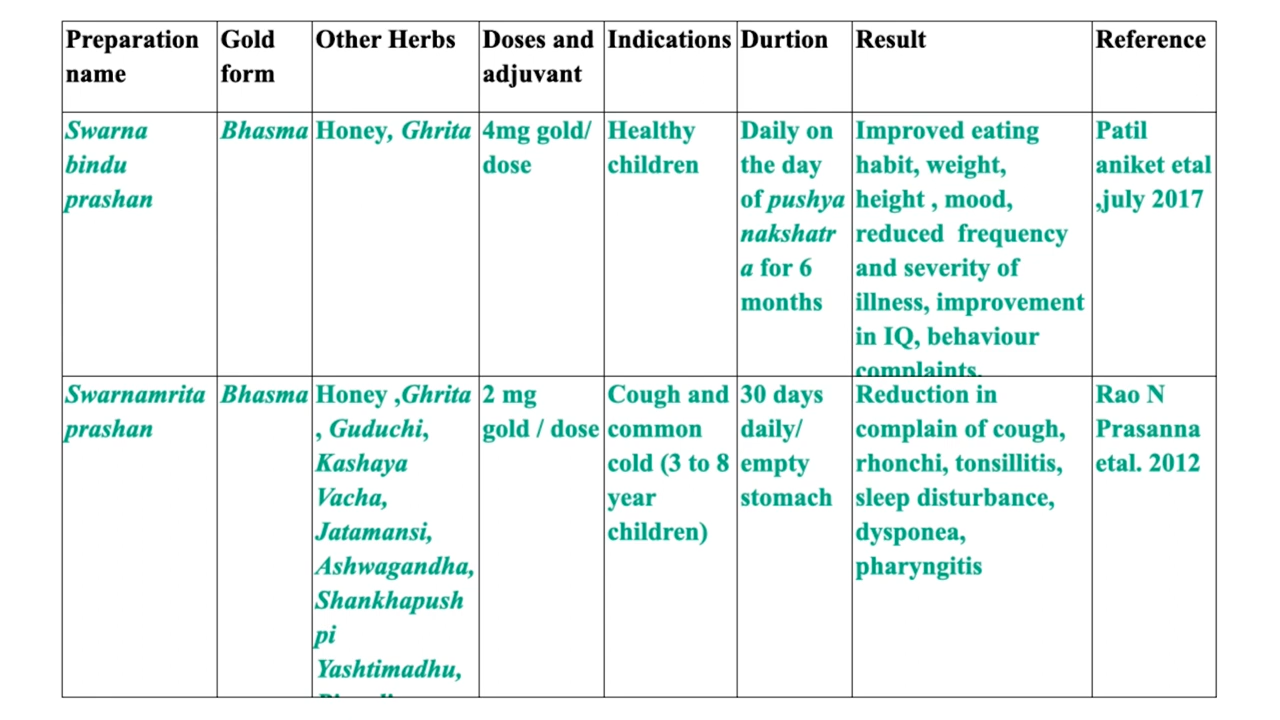 Preparation name
Gold form
Other Herbs
Doses and adjuvant
Indications
Durtion
Result
Reference
Swarna
bindu
prashan
Bhasma
Honey, Ghrita
4mg gold/
dose
Healthy
children
Daily on
the day
of pushya
nakshatr
a for 6
months
Improved eating
habit, weight,
height , mood,
reduced frequency
and severity of
illness, improvement
in IQ, behaviour
complaints.
Patil
aniket etal
,july 2017
Swarnamrita
prashan
Bhasma
Honey ,Ghrita
, Guduchi,
Kashaya
Vacha,
Jatamansi,
Ashwagandha,
Shankhapush
pi
Yashtimadhu,
2 mg
gold / dose
Cough and
common
cold (3 to 8
year
children)
30 days
daily/
empty
stomach
Reduction in
complain of cough,
rhonchi, tonsillitis,
sleep disturbance,
dysponea,
pharyngitis
Rao N
Prasanna
etal. 2012